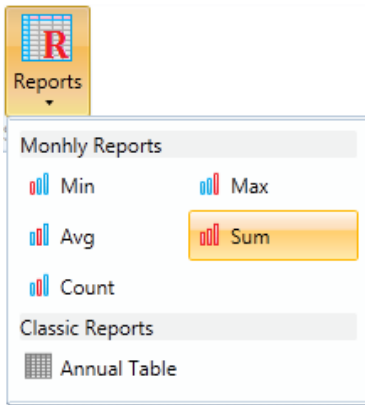 R
Reports
Monhly Reports
Min Max
Avg Sum
Count
Classic Reports
Annual Table